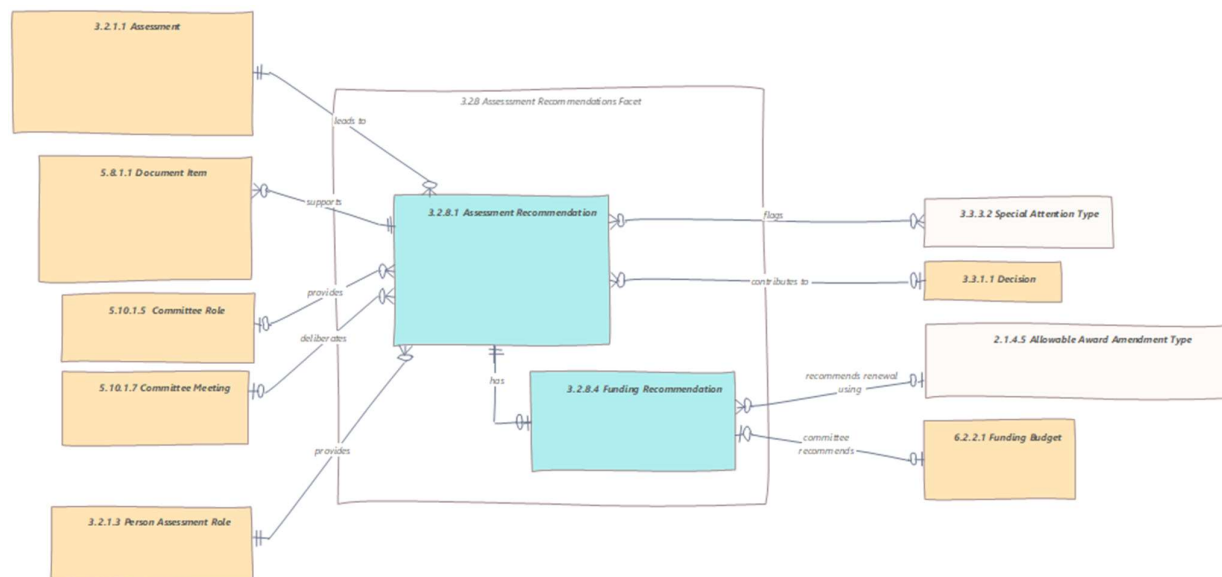 3.2.1.1 Assessment
3.2.8 Assesssment Recommendations Facet
leads to
5.8.1.1 Document Item
supports
3.2.8.1 Assessment Recommendation
flags
3.3.3.2 Special Attention Type
contributes to
3.3.1.1 Decision
5.10.1.5 Committee Role
provides
deliberates
5.10.1.7 Committee Meeting
has
3.2.8.4 Funding Recommendation
2.1.4.5 Allowable Award Amendment Type
recommends renewal
using
committee
recommends
6.2.2.1 Funding Budget
provides
3.2.1.3 Person Assessment Role